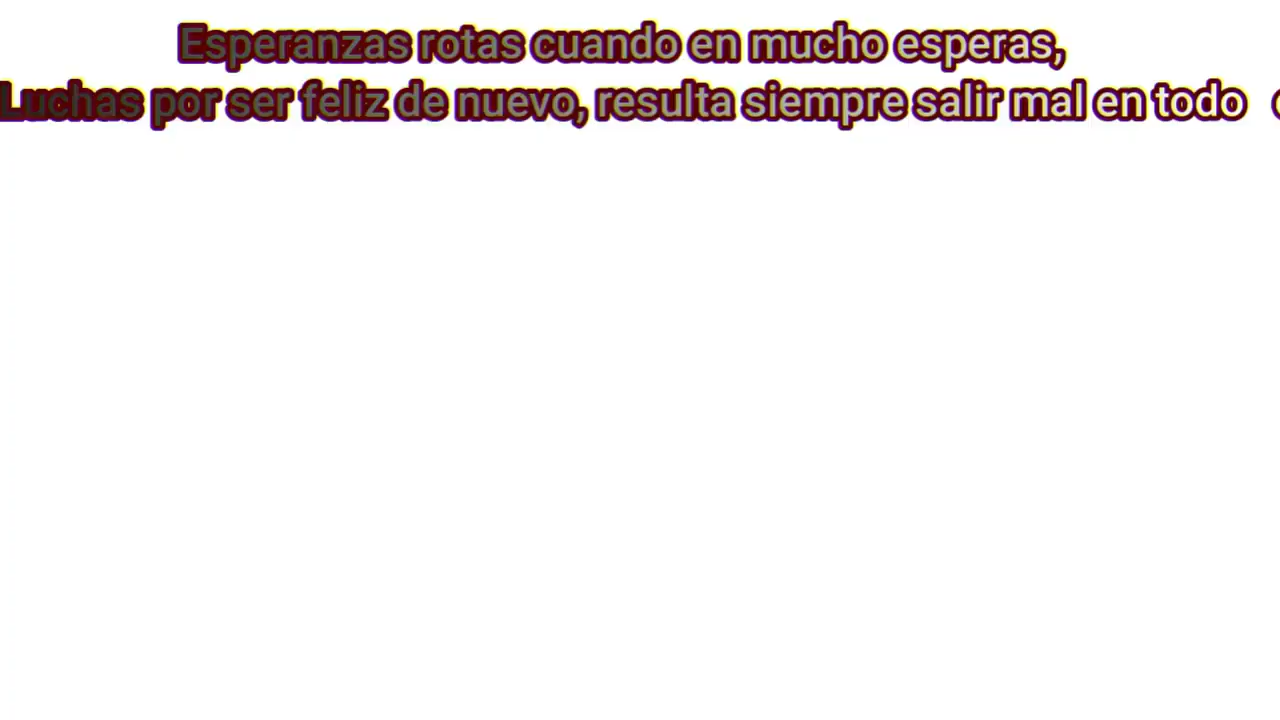 Esperanzas rotas cuando en mucho esperas,
Luchas por ser feliz de nuevo, resulta siempre salir mal en todo